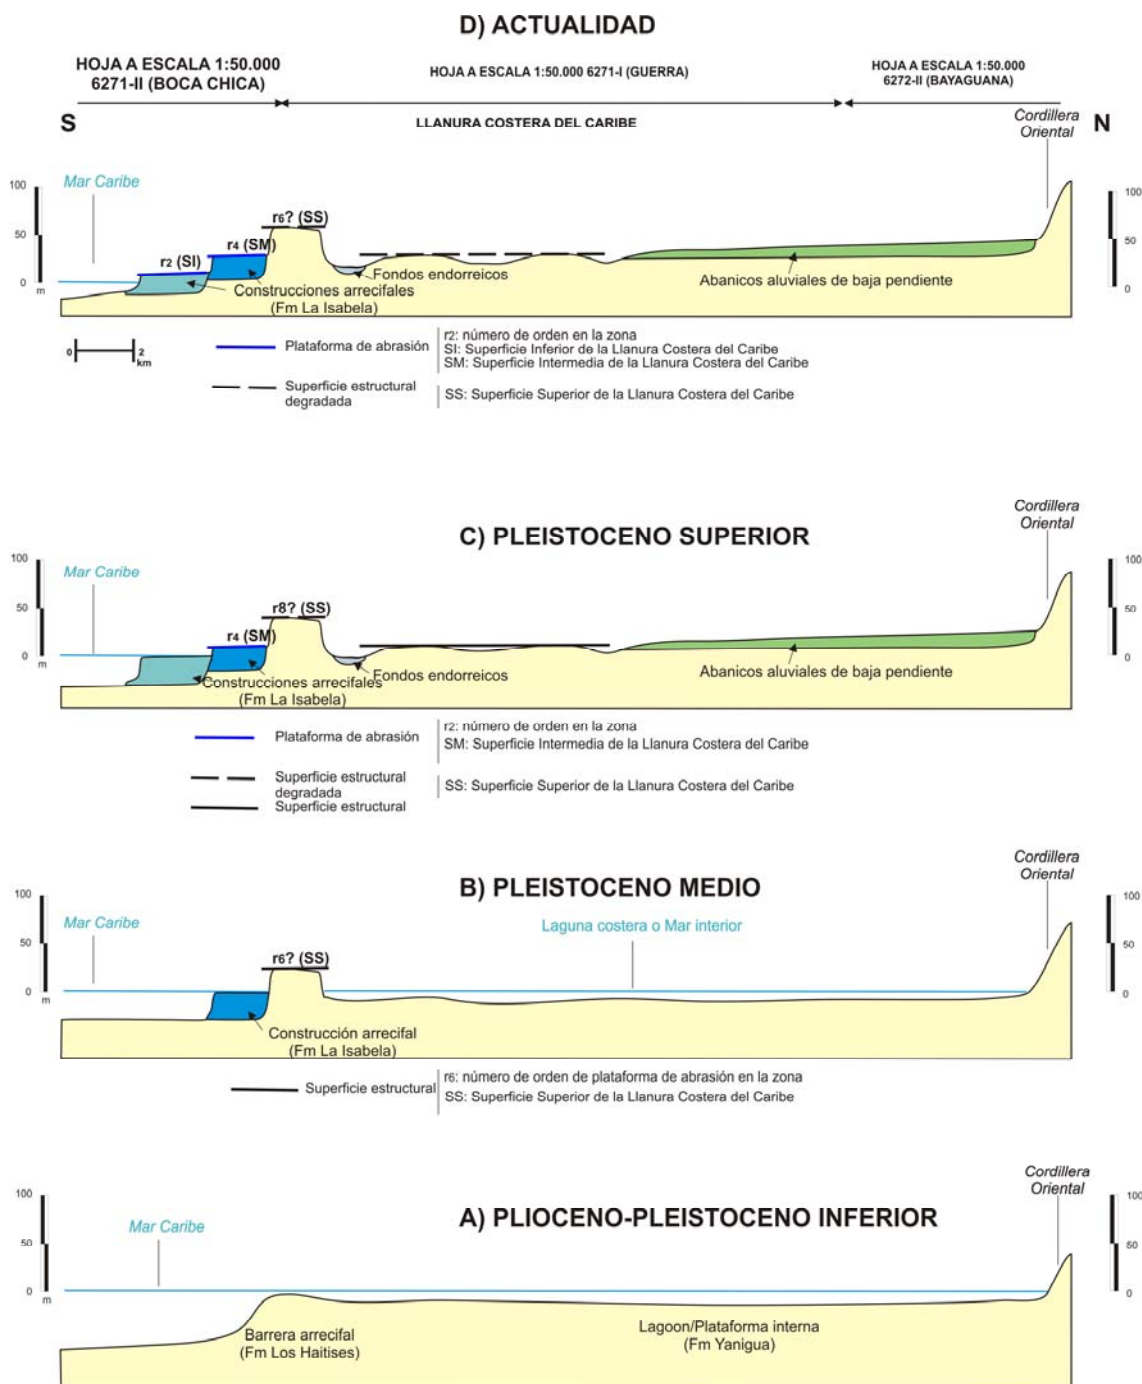 D) ACTUALIDAD
HOJA A ESCALA 1:50.000
6271-II (BOCA CHICA)
HOJA A ESCALA 1:50.000 6271-I (GUERRA)
HOJA A ESCALA 1:50.000
6272-II (BAYAGUANA)
S
LLANURA COSTERA DEL CARIBE
Cordillera
Oriental
N
Mar Caribe
100
50
0
m
r6? (SS)
r4 (SM)
r2 (SI)
Fondos endorreicos
Construcciones arrecifales
(Fm La Isabela)
Abanicos aluviales de baja pendiente
100
50
0
0 2
km
Plataforma de abrasión
r2: número de orden en la zona
SI: Superficie Inferior de la Llanura Costera del Caribe
SM: Superficie Intermedia de la Llanura Costera del Caribe
Superficie estructural
degradada
SS: Superficie Superior de la Llanura Costera del Caribe
C) PLEISTOCENO SUPERIOR
Cordillera
Oriental
Mar Caribe
100
50
0
m
r8? (SS)
r4 (SM)
Fondos endorreicos
Construcciones arrecifales
(Fm La Isabela)
Abanicos aluviales de baja pendiente
100
50
0
Plataforma de abrasión
r2: número de orden en la zona
SM: Superficie Intermedia de la Llanura Costera del Caribe
Superficie estructural
degradada
SS: Superficie Superior de la Llanura Costera del Caribe
Superficie estructural
B) PLEISTOCENO MEDIO
Cordillera
Oriental
Mar Caribe
Laguna costera o Mar interior
100
50
0
m
r6? (SS)
Construcción arrecifal
(Fm La Isabela)
100
50
0
Superficie estructural
r6: número de orden de plataforma de abrasión en la zona
SS: Superficie Superior de la Llanura Costera del Caribe
A) PLIOCENO-PLEISTOCENO INFERIOR
Cordillera
Oriental
Mar Caribe
100
50
0
m
Barrera arrecifal
(Fm Los Haitises)
Lagoon/Plataforma interna
(Fm Yanigua)
100
50
0